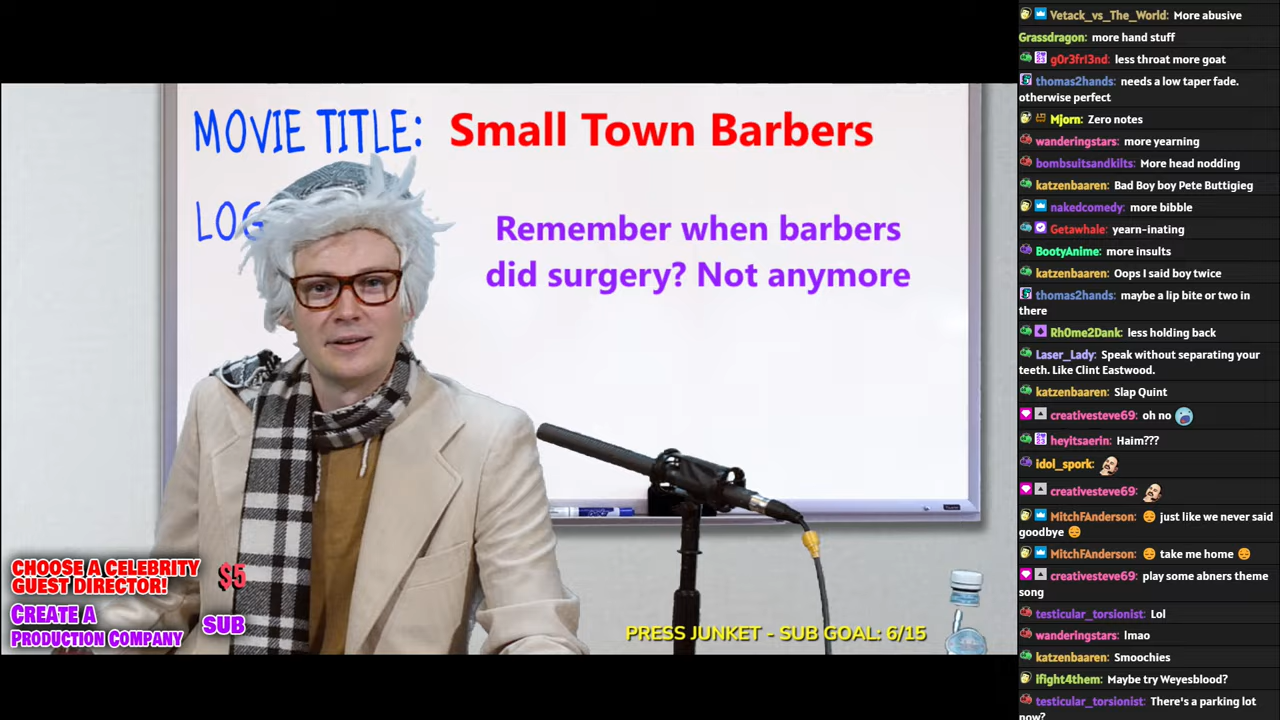 MOVIE TITLE: Small Town Barbers
LOG
Remember when barbers
did surgery? Not anymore
CHOOSE A CELEBRITY
GUEST DIRECTOR!
$5
CREATE A
PRODUCTION COMPANY
SUB
PRESS JUNKET - SUB GOAL: 6/15
Vetack_vs_The_World: More abusive
Grassdragon: more hand stuff
g0r3frI3nd: less throat more goat
thomas2hands: needs a low taper fade.
otherwise perfect
Mjorn: Zero notes
wanderingstars: more yearning
bombsuitsandkilts: More head nodding
katzenbaaren: Bad Boy boy Pete Buttigieg
nakedcomedy: more bibble
Getawhale: yearn-inating
BootyAnime: more insults
katzenbaaren: Oops I said boy twice
thomas2hands: maybe a lip bite or two in
there
Rh0me2Dank: less holding back
Laser_Lady: Speak without separating your
teeth. Like Clint Eastwood.
katzenbaaren: Slap Quint
creativesteve69: oh no
heyitsaerin: Haim???
idol_spork:
creativesteve69:
MitchFAnderson: 😔 just like we never said
goodbye 😔
MitchFAnderson: 😔 take me home 😔
creativesteve69: play some abners theme
song
testicular_torsionist: Lol
wanderingstars: lmao
katzenbaaren: Smoochies
ifight4them: Maybe try Weyesblood?
testicular_torsionist: There's a parking lot
now?